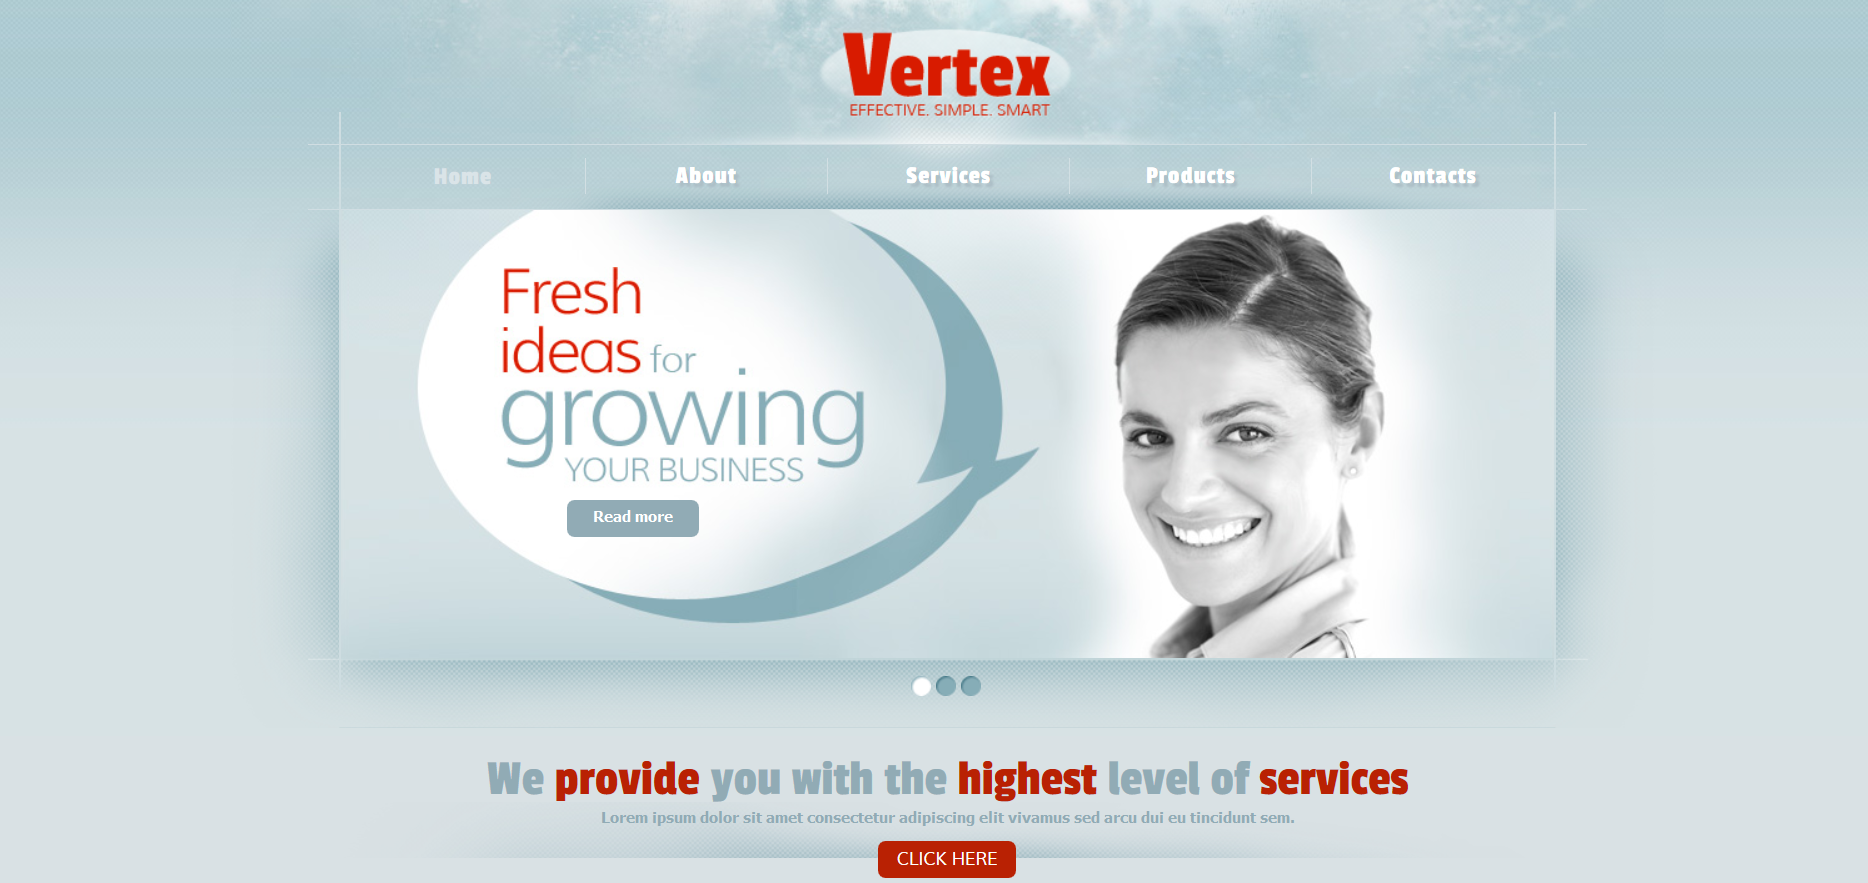 Vertex
EFFECTIVE. SIMPLE. SMART
Home About Services Products Contacts
Fresh
ideas for
growing
YOUR BUSINESS
Read more
We provide you with the highest level of services
Lorem ipsum dolor sit amet consectetur adipiscing elit vivamus sed arcu dui eu tincidunt sem.
CLICK HERE